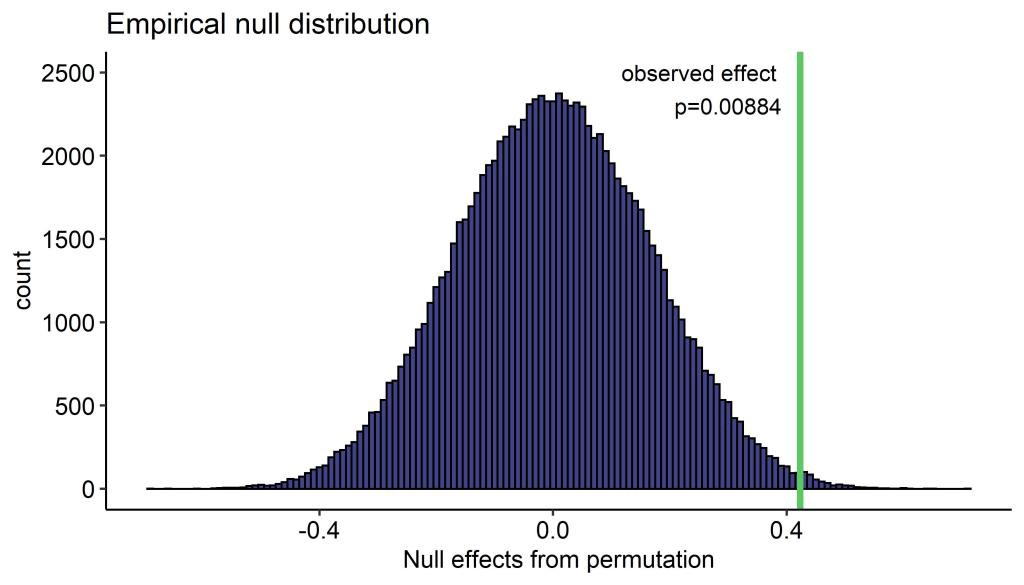 Empirical null distribution
observed effect
p=0.00884
count
2500
2000
1500
1000
500
0
-0.4
0.0
0.4
Null effects from permutation